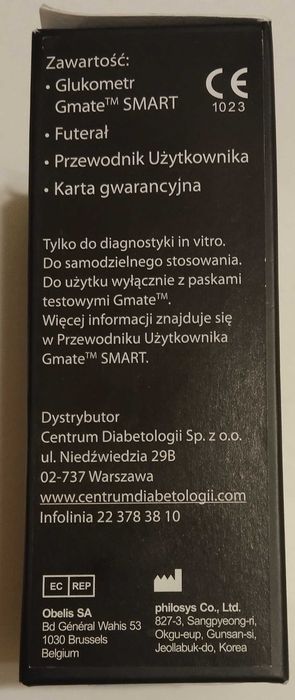 Zawartość:
• Glukometr
Gmate™ SMART
• Futerał
• Przewodnik Użytkownika
• Karta gwarancyjna
CE
1023
Tylko do diagnostyki in vitro.
Do samodzielnego stosowania.
Do użytku wyłącznie z paskami
testowymi Gmate™.
Więcej informacji znajduje się
w Przewodniku Użytkownika
Gmate™ SMART.
Dystrybutor
Centrum Diabetologii Sp. z o.o.
ul. Niedźwiedzia 29B
02-737 Warszawa
www.centrumdiabetologii.com
Infolinia 22 378 38 10
EC REP
Obelis SA
Bd Général Wahis 53
1030 Brussels
Belgium
philosys Co., Ltd.
827-3, Sangpyeong-ri,
Okgu-eup, Gunsan-si,
Jeollabuk-do, Korea